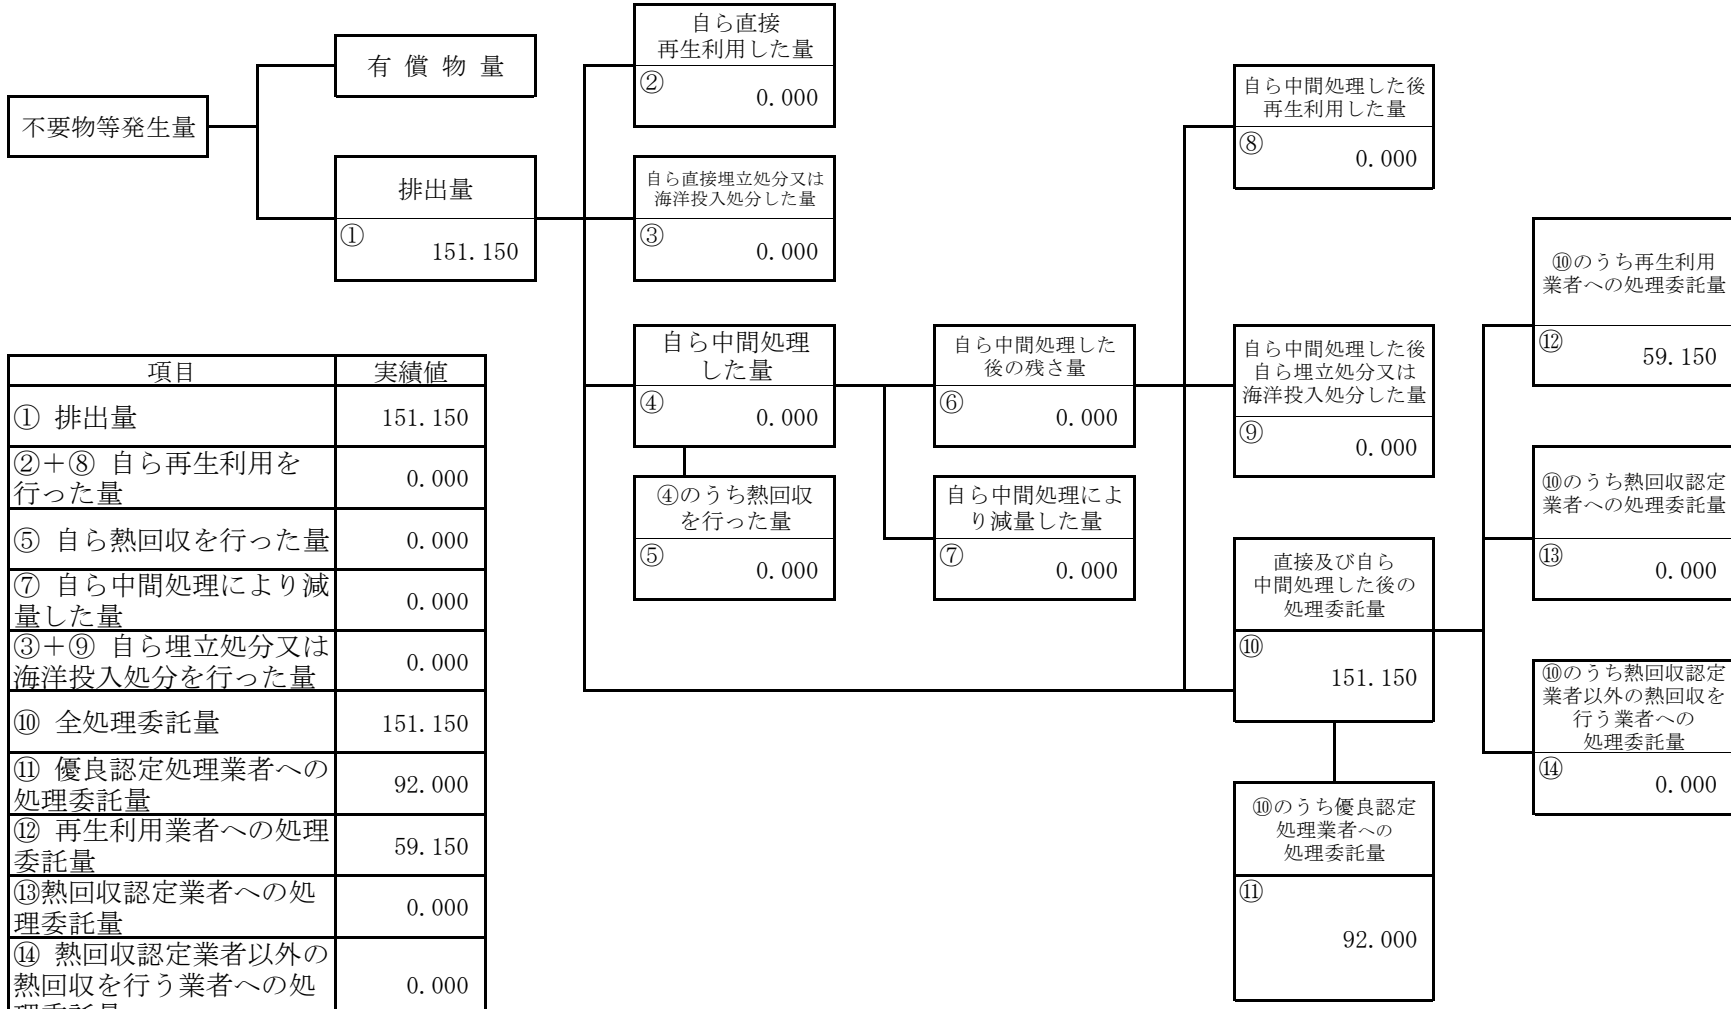 不要物等発生量
有 償 物 量
排出量
①
151.150
自ら直接
再生利用した量
②
0.000
自ら直接埋立処分又は
海洋投入処分した量
③
0.000
自ら中間処理
した量
④
0.000
④のうち熱回収
を行った量
⑤
0.000
自ら中間処理した
後の残さ量
⑥
0.000
自ら中間処理によ
り減量した量
⑦
0.000
自ら中間処理した後
再生利用した量
⑧
0.000
自ら中間処理した後
自ら埋立処分又は
海洋投入処分した量
⑨
0.000
直接及び自ら
中間処理した後の
処理委託量
⑩
151.150
⑩のうち優良認定
処理業者への
処理委託量
⑪
92.000
⑩のうち再生利用
業者への処理委託量
⑫
59.150
⑩のうち熱回収認定
業者への処理委託量
⑬
0.000
⑩のうち熱回収認定
業者以外の熱回収を
行う業者への
処理委託量
⑭
0.000
項目 実績値
① 排出量 151.150
②＋⑧ 自ら再生利用を
行った量 0.000
⑤ 自ら熱回収を行った量 0.000
⑦ 自ら中間処理により減
量した量 0.000
③＋⑨ 自ら埋立処分又は
海洋投入処分を行った量 0.000
⑩ 全処理委託量 151.150
⑪ 優良認定処理業者への
処理委託量 92.000
⑫ 再生利用業者への処理
委託量 59.150
⑬熱回収認定業者への処
理委託量 0.000
⑭ 熱回収認定業者以外の
熱回収を行う業者への処 0.000